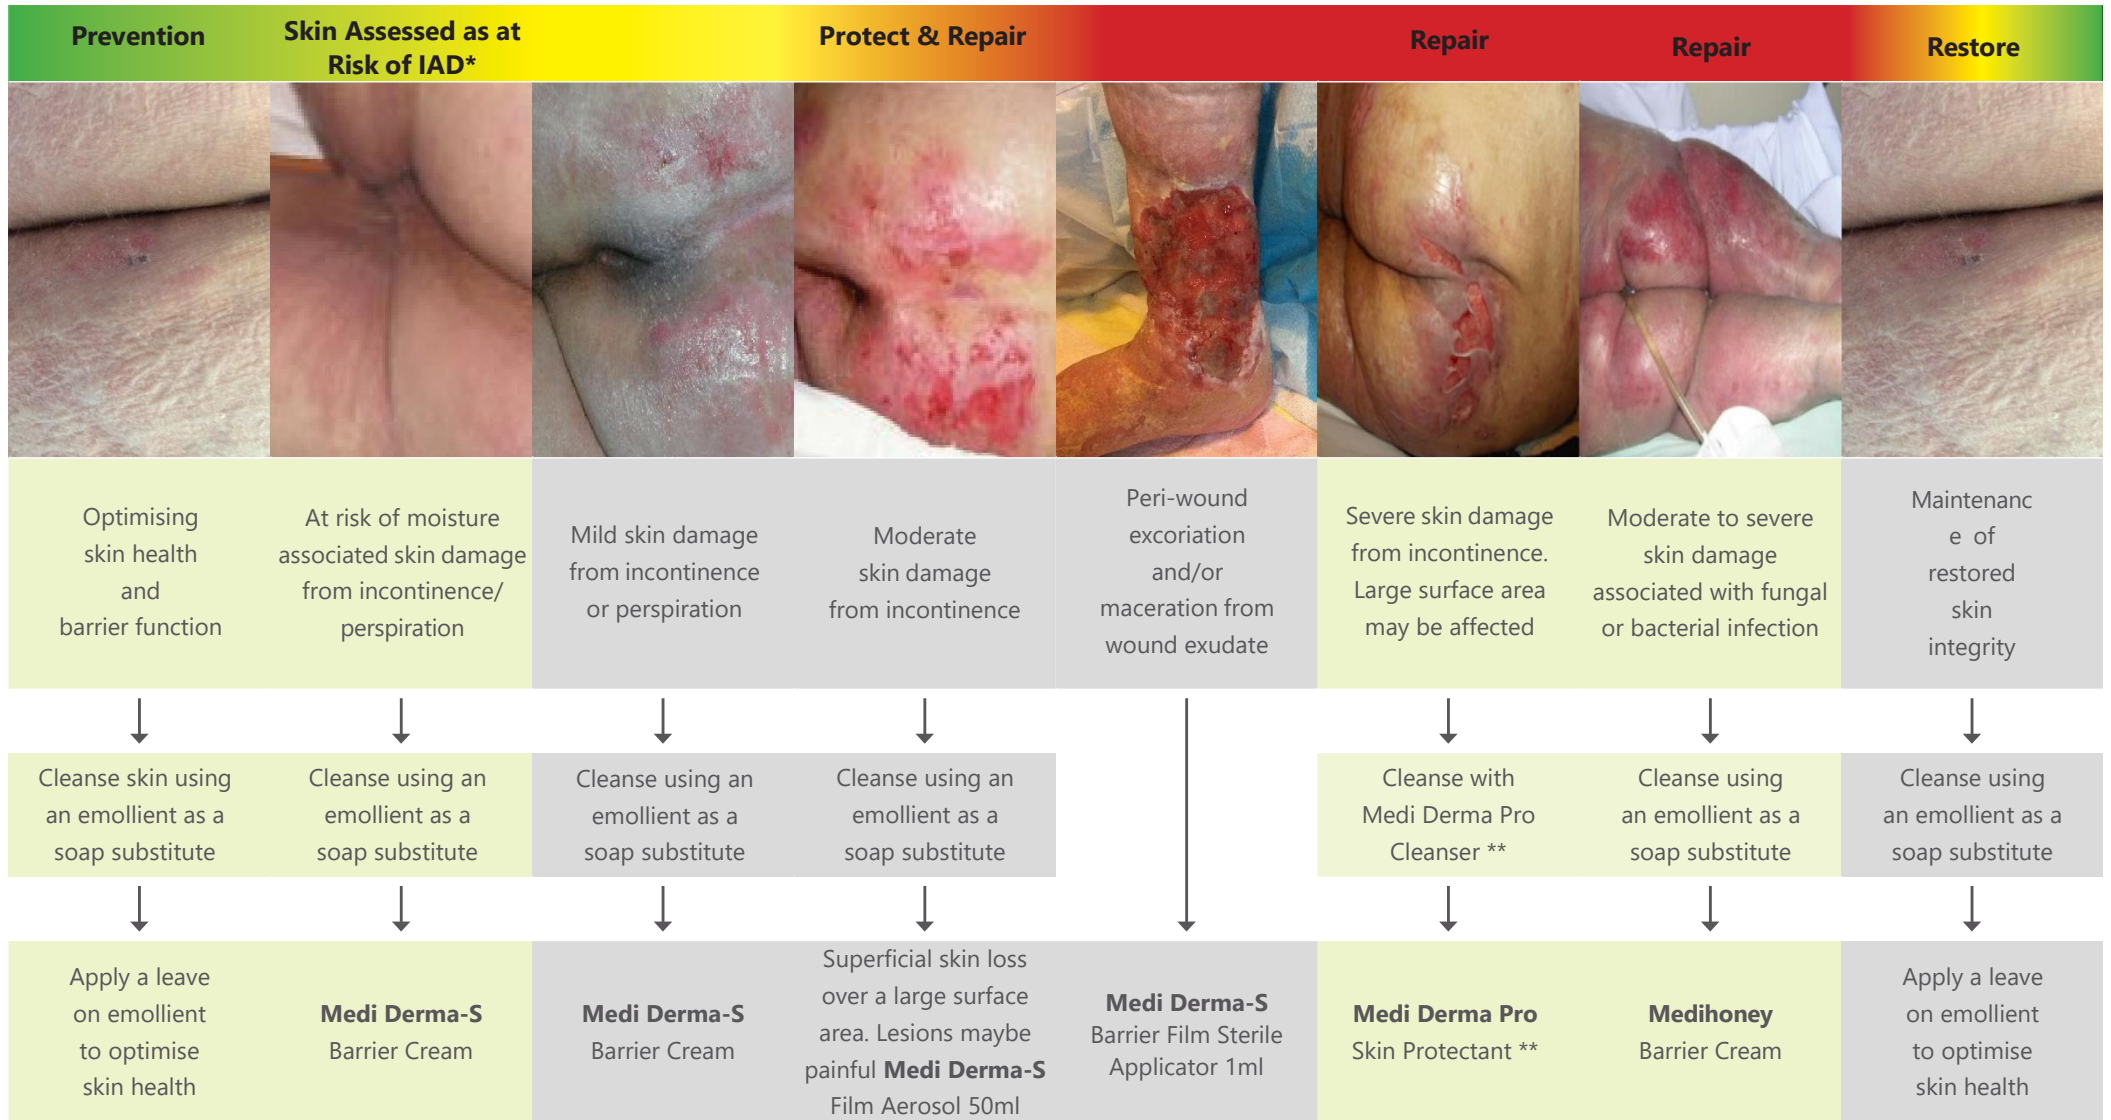 Prevention
Skin Assessed as at
Risk of IAD*
Protect & Repair
Repair
Repair
Restore
Optimising
skin health
and
barrier function
At risk of moisture
associated skin damage
from incontinence/
perspiration
Mild skin damage
from incontinence
or perspiration
Moderate
skin damage
from incontinence
Peri-wound
excoriation
and/or
maceration from
wound exudate
Severe skin damage
from incontinence.
Large surface area
may be affected
Moderate to severe
skin damage
associated with fungal
or bacterial infection
Maintenanc
e of
restored
skin
integrity
Cleanse skin using
an emollient as a
soap substitute
Cleanse using an
emollient as a
soap substitute
Cleanse using an
emollient as a
soap substitute
Cleanse using an
emollient as a
soap substitute
Cleanse with
Medi Derma Pro
Cleanser **
Cleanse using
an emollient as a
soap substitute
Cleanse using
an emollient as a
soap substitute
Apply a leave
on emollient
to optimise
skin health
Medi Derma-S
Barrier Cream
Medi Derma-S
Barrier Cream
Superficial skin loss
over a large surface
area. Lesions maybe
painful Medi Derma-S
Film Aerosol 50ml
Medi Derma-S
Barrier Film Sterile
Applicator 1ml
Medi Derma Pro
Skin Protectant **
Medihoney
Barrier Cream
Apply a leave
on emollient
to optimise
skin health